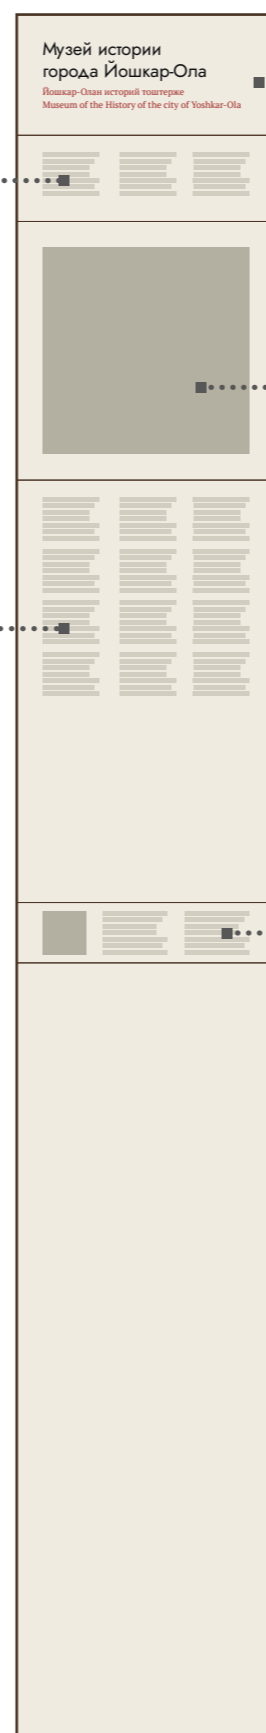 Музей истории
города Йошкар-Ола
Йошкар-Олан историй тоштерже
Museum of the History of the city of Yoshkar-Ola